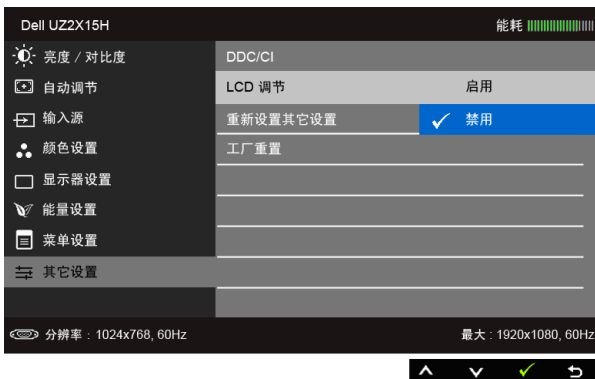 Dell UZ2X15H
能耗
亮度 / 对比度
自动调节
输入源
颜色设置
显示器设置
能量设置
菜单设置
其它设置
DDC/CI
LCD 调节
启用
重新设置其它设置
禁用
工厂重置
分辨率 : 1024x768, 60Hz
最大 : 1920x1080, 60Hz